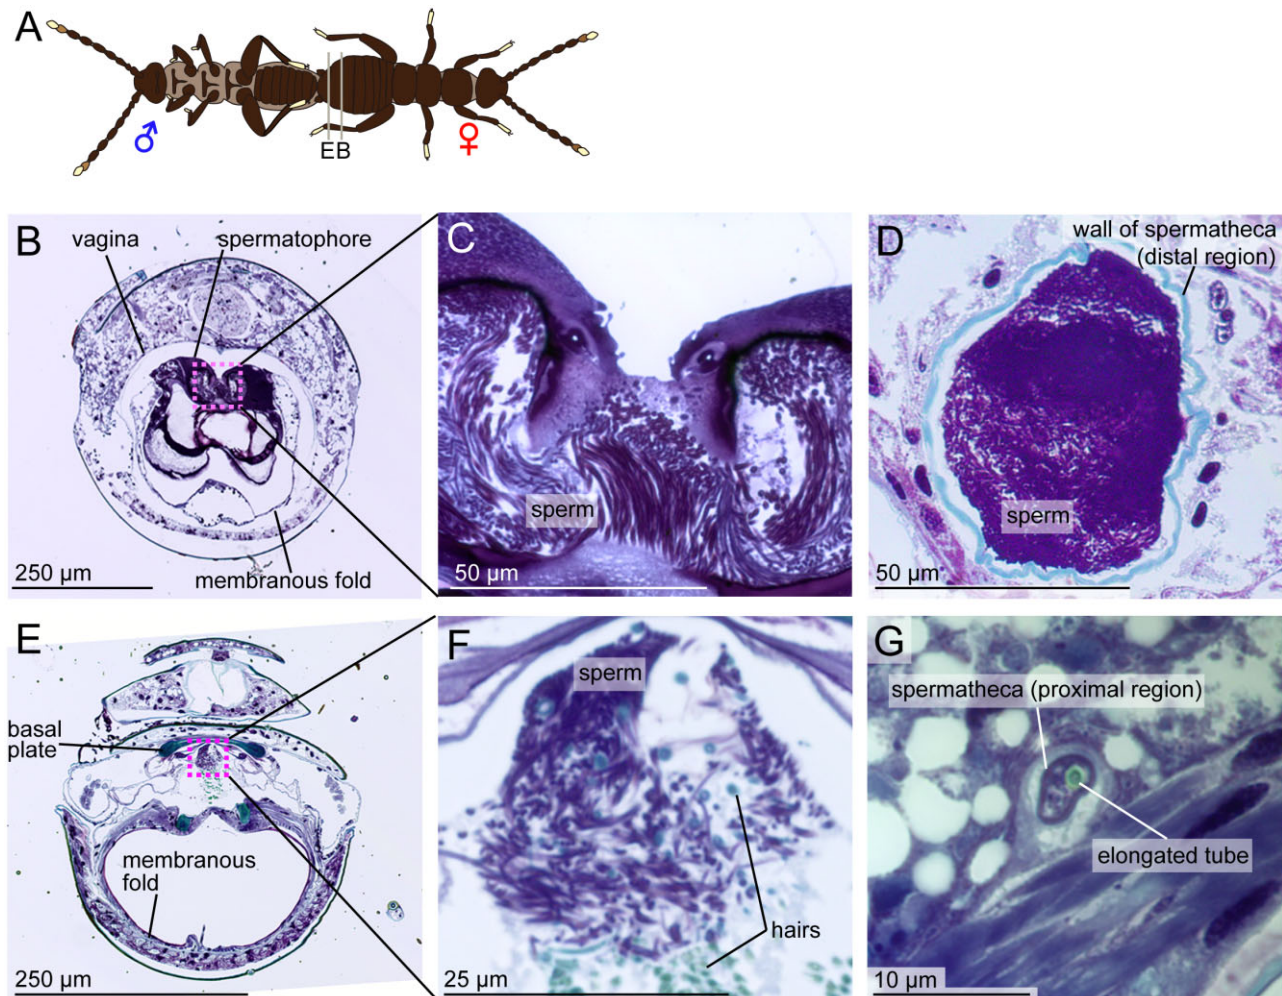 A
♂
EB
♀
B
vagina
spermatophore
250 µm
membranous fold
C
sperm
50 µm
D
wall of spermatheca
(distal region)
sperm
50 µm
E
basal
plate
membranous
fold
250 µm
F
sperm
hairs
25 µm
G
spermatheca (proximal region)
elongated tube
10 µm